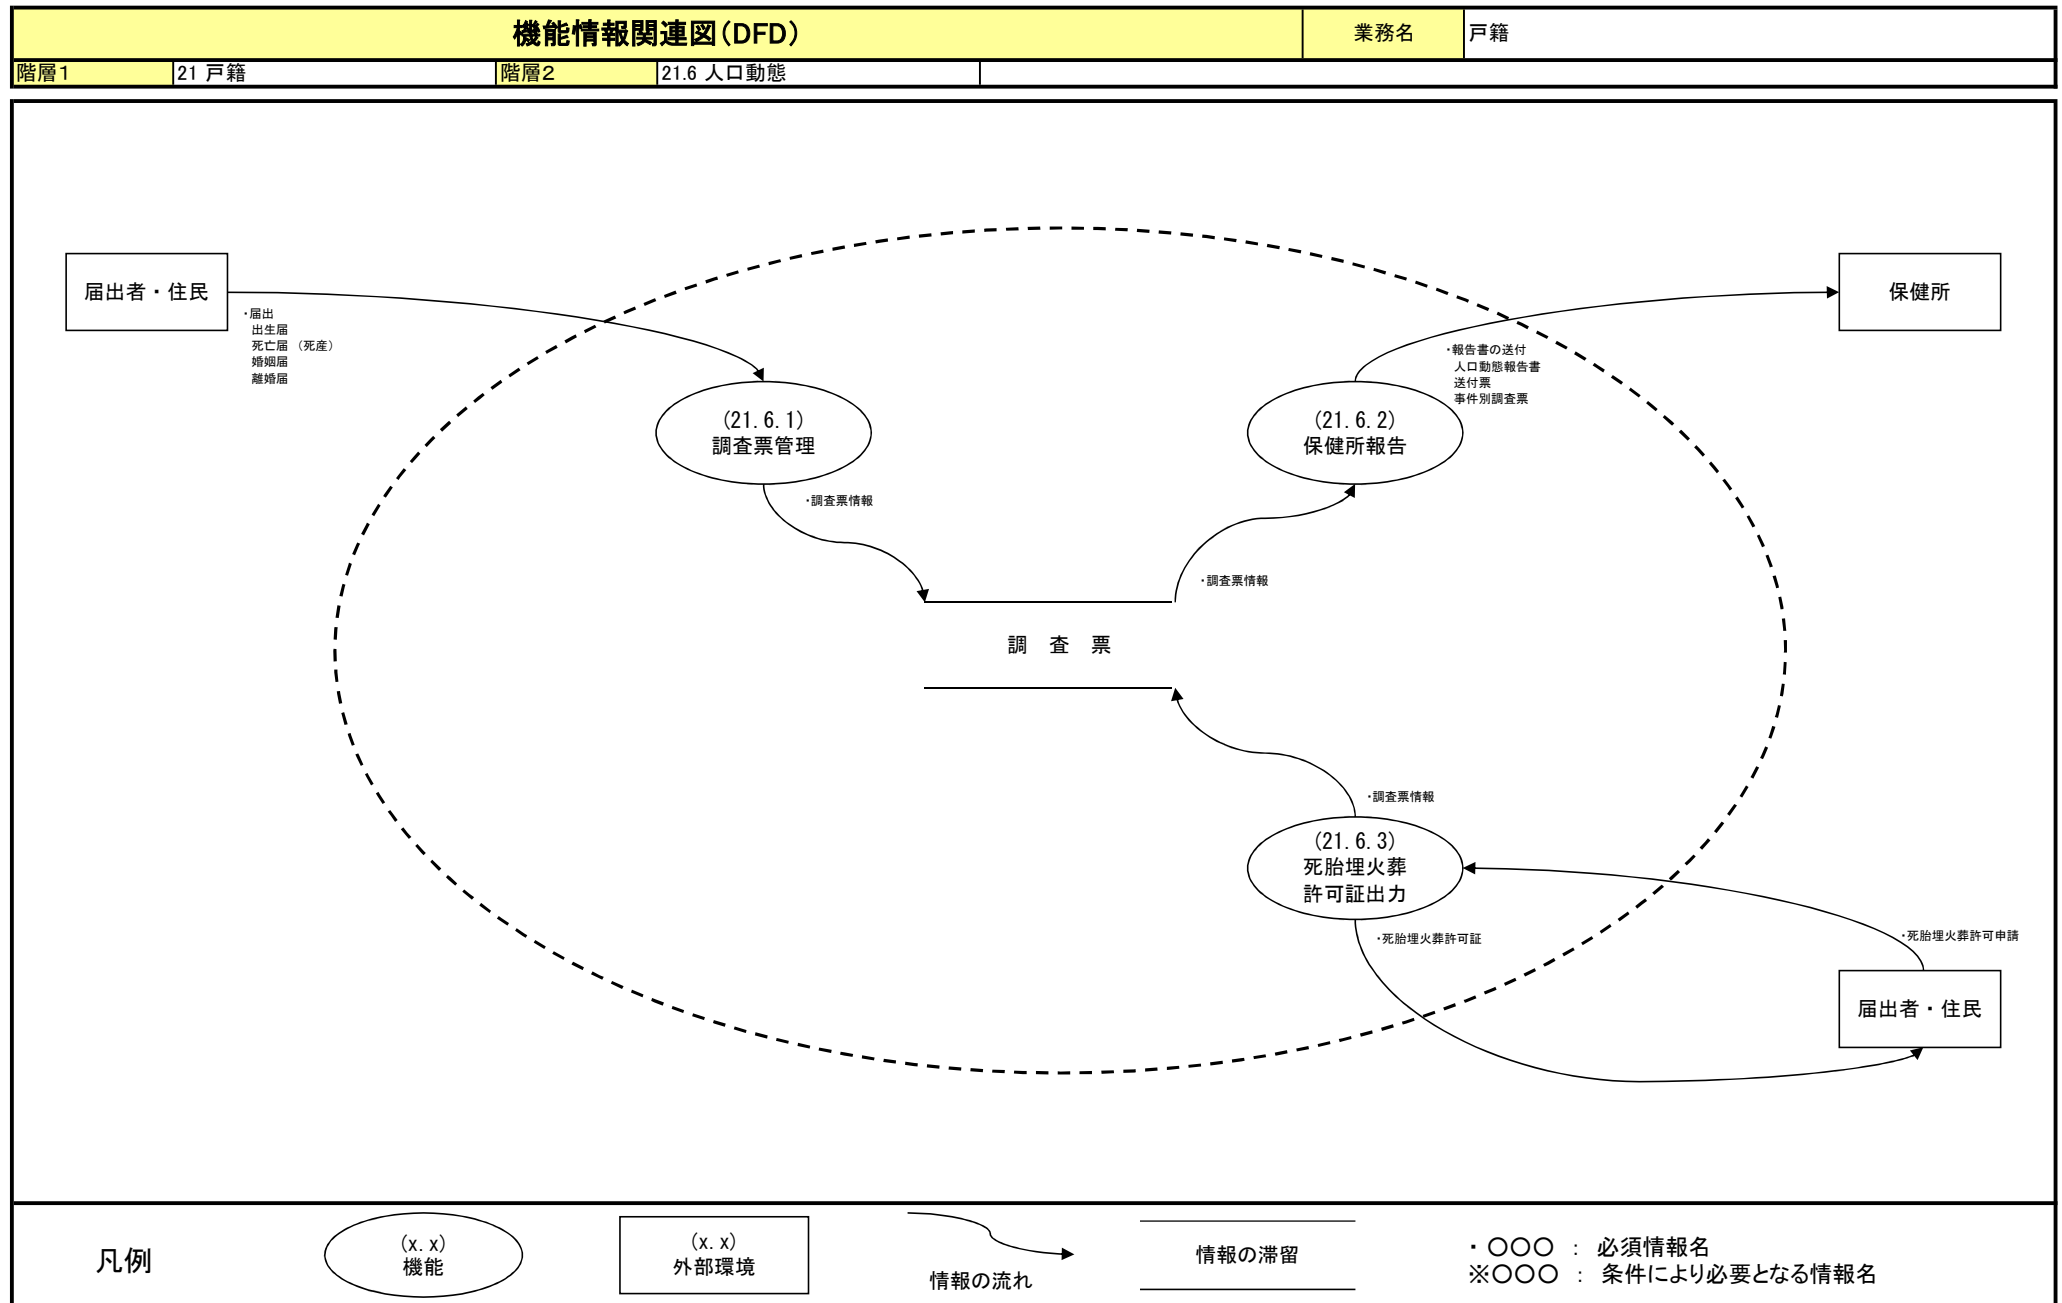 機能情報関連図(DFD)
業務名
戸籍
階層1
21 戸籍
階層2
21.6 人口動態
届出者・住民
・届出
出生届
死亡届（死産）
婚姻届
離婚届
保健所
・報告書の送付
人口動態報告書
送付票
事件別調査票
(21.6.1)
調査票管理
(21.6.2)
保健所報告
・調査票情報
・調査票情報
調 査 票
・調査票情報
(21.6.3)
死胎埋火葬
許可証出力
・死胎埋火葬許可証
・死胎埋火葬許可申請
届出者・住民
凡例
(x.x)
機能
(x.x)
外部環境
情報の流れ
情報の滞留
・〇〇〇 ： 必須情報名
※〇〇〇 ： 条件により必要となる情報名